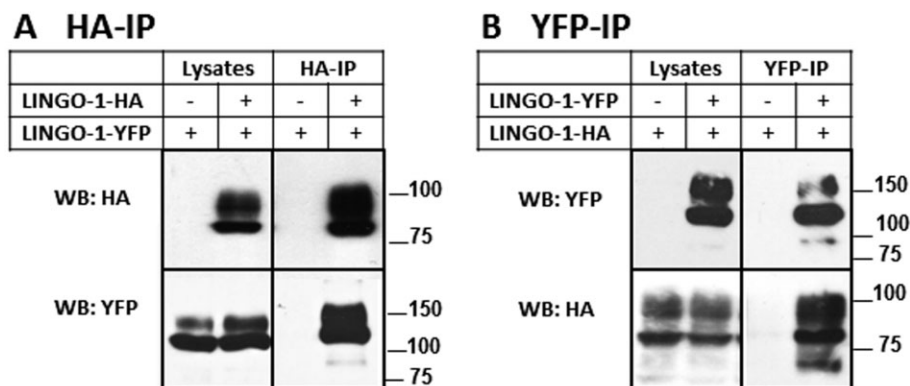 A HA-IP
Lysates HA-IP
LINGO-1-HA - + - +
LINGO-1-YFP + + + +
WB: HA
100
75
WB: YFP
150
100
75
B YFP-IP
Lysates YFP-IP
LINGO-1-YFP - + - +
LINGO-1-HA + + + +
WB: YFP
150
100
75
WB: HA
100
75